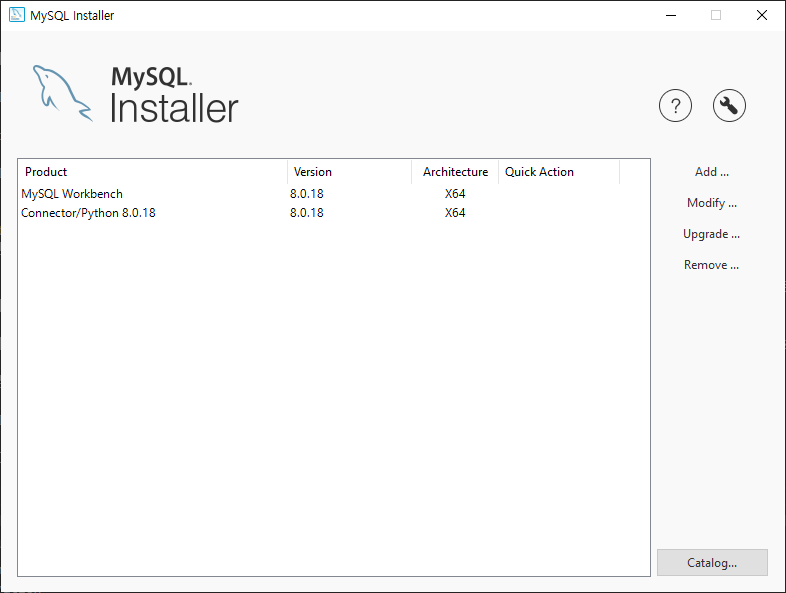 MySQL Installer
MySQL.
Installer
?
Product Version Architecture Quick Action
MySQL Workbench 8.0.18 X64
Connector/Python 8.0.18 8.0.18 X64
Add ...
Modify ...
Upgrade ...
Remove ...
Catalog...